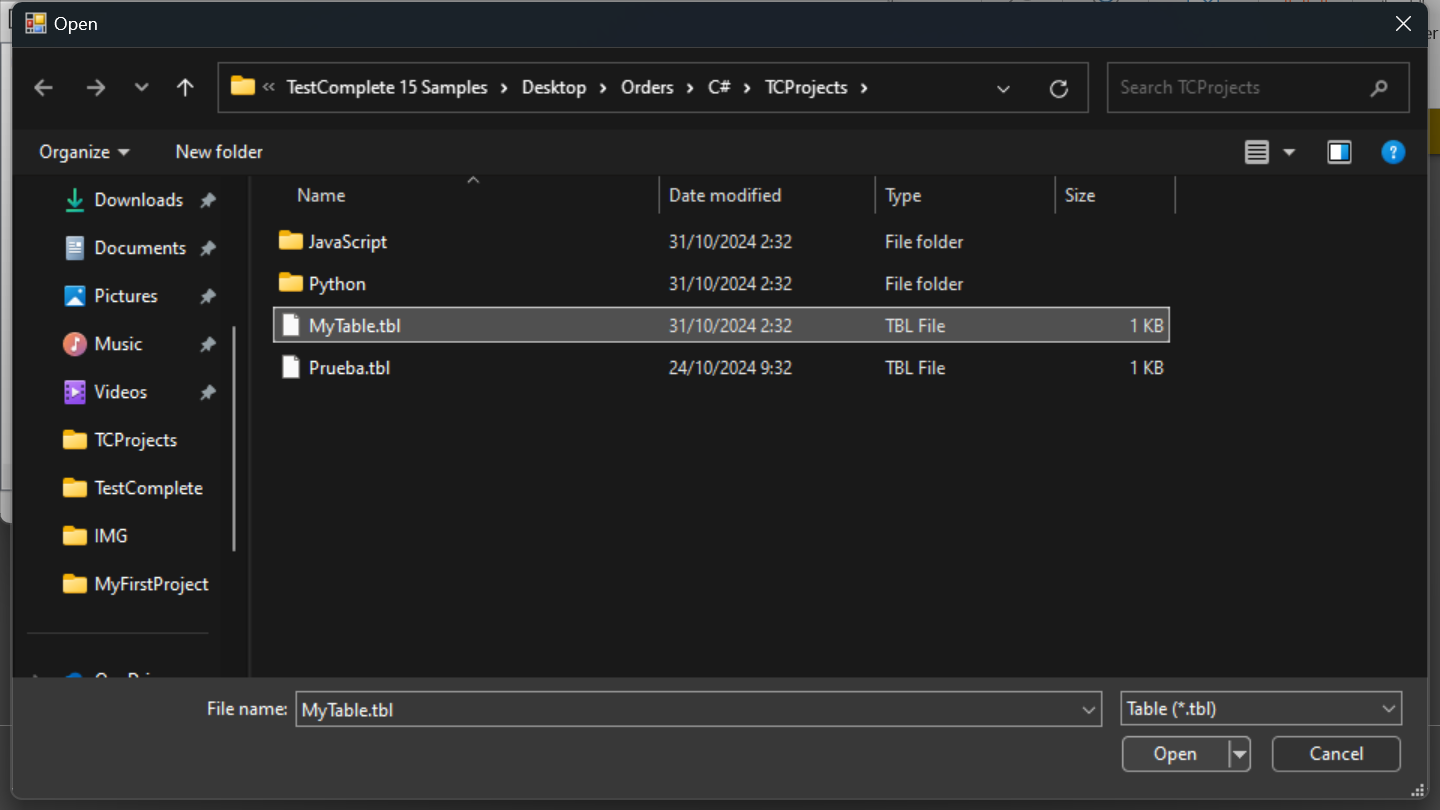 Open
er
« TestComplete 15 Samples > Desktop > Orders > C# > TCProjects >
Search TCProjects
Organize
New folder
?
Downloads
Documents
Pictures
Music
Videos
TCProjects
TestComplete
IMG
MyFirstProject
Name Date modified Type Size
JavaScript 31/10/2024 2:32 File folder
Python 31/10/2024 2:32 File folder
MyTable.tbl 31/10/2024 2:32 TBL File 1 KB
Prueba.tbl 24/10/2024 9:32 TBL File 1 KB
File name: MyTable.tbl
Table (*.tbl)
Open
Cancel